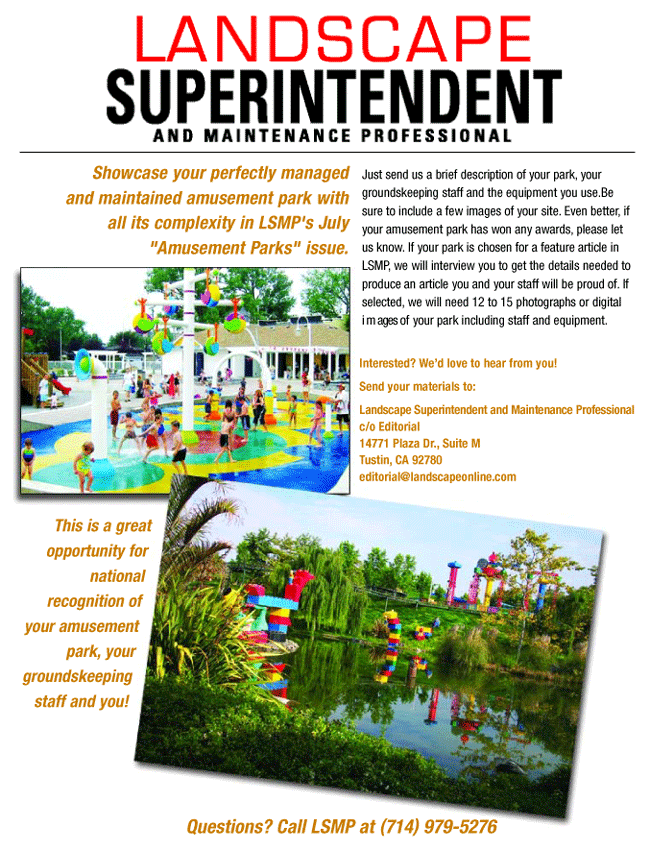 LANDSCAPE
SUPERINTENDENT
AND MAINTENANCE PROFESSIONAL
Showcase your perfectly managed
and maintained amusement park with
all its complexity in LSMP's July
"Amusement Parks" issue.
Just send us a brief description of your park, your
groundskeeping staff and the equipment you use.Be
sure to include a few images of your site. Even better, if
your amusement park has won any awards, please let
us know. If your park is chosen for a feature article in
LSMP, we will interview you to get the details needed to
produce an article you and your staff will be proud of. If
selected, we will need 12 to 15 photographs or digital
images of your park including staff and equipment.
Interested? We'd love to hear from you!
Send your materials to:
Landscape Superintendent and Maintenance Professional
c/o Editorial
14771 Plaza Dr., Suite M
Tustin, CA 92780
editorial@landscapeonline.com
This is a great
opportunity for
national
recognition of
your amusement
park, your
groundskeeping
staff and you!
Questions? Call LSMP at (714) 979-5276